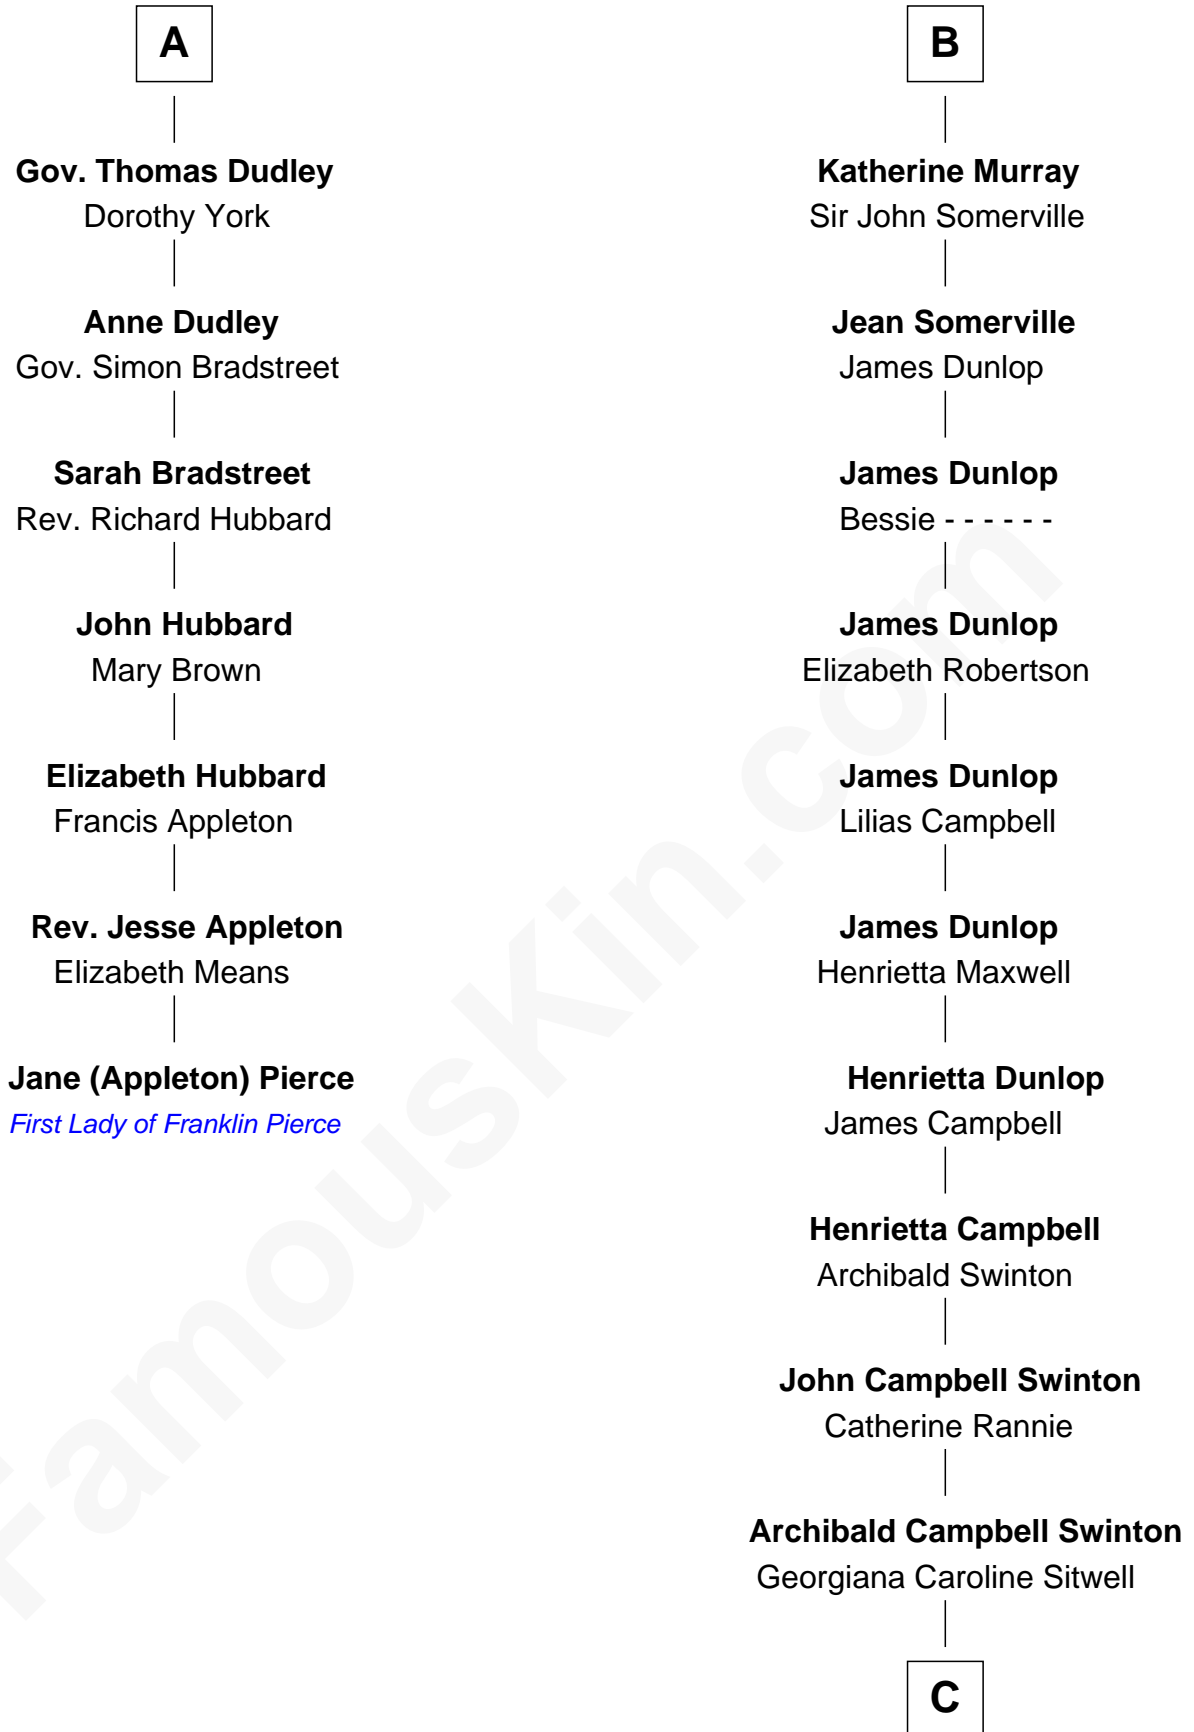 A
Gov. Thomas Dudley
Dorothy York
Anne Dudley
Gov. Simon Bradstreet
Sarah Bradstreet
Rev. Richard Hubbard
John Hubbard
Mary Brown
Elizabeth Hubbard
Francis Appleton
Rev. Jesse Appleton
Elizabeth Means
Jane (Appleton) Pierce
First Lady of Franklin Pierce
B
Katherine Murray
Sir John Somerville
Jean Somerville
James Dunlop
James Dunlop
Bessie - - - - - -
James Dunlop
Elizabeth Robertson
James Dunlop
Lilias Campbell
James Dunlop
Henrietta Maxwell
Henrietta Dunlop
James Campbell
Henrietta Campbell
Archibald Swinton
John Campbell Swinton
Catherine Rannie
Archibald Campbell Swinton
Georgiana Caroline Sitwell
C
FamousKin.com